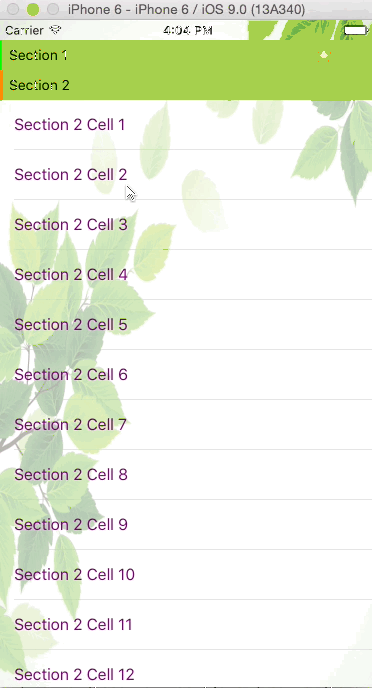 iPhone 6 - iPhone 6 / iOS 9.0 (13A340)
Carrier 4:04 PM
Section 1
Section 2
Section 2 Cell 1
Section 2 Cell 2
Section 2 Cell 3
Section 2 Cell 4
Section 2 Cell 5
Section 2 Cell 6
Section 2 Cell 7
Section 2 Cell 8
Section 2 Cell 9
Section 2 Cell 10
Section 2 Cell 11
Section 2 Cell 12